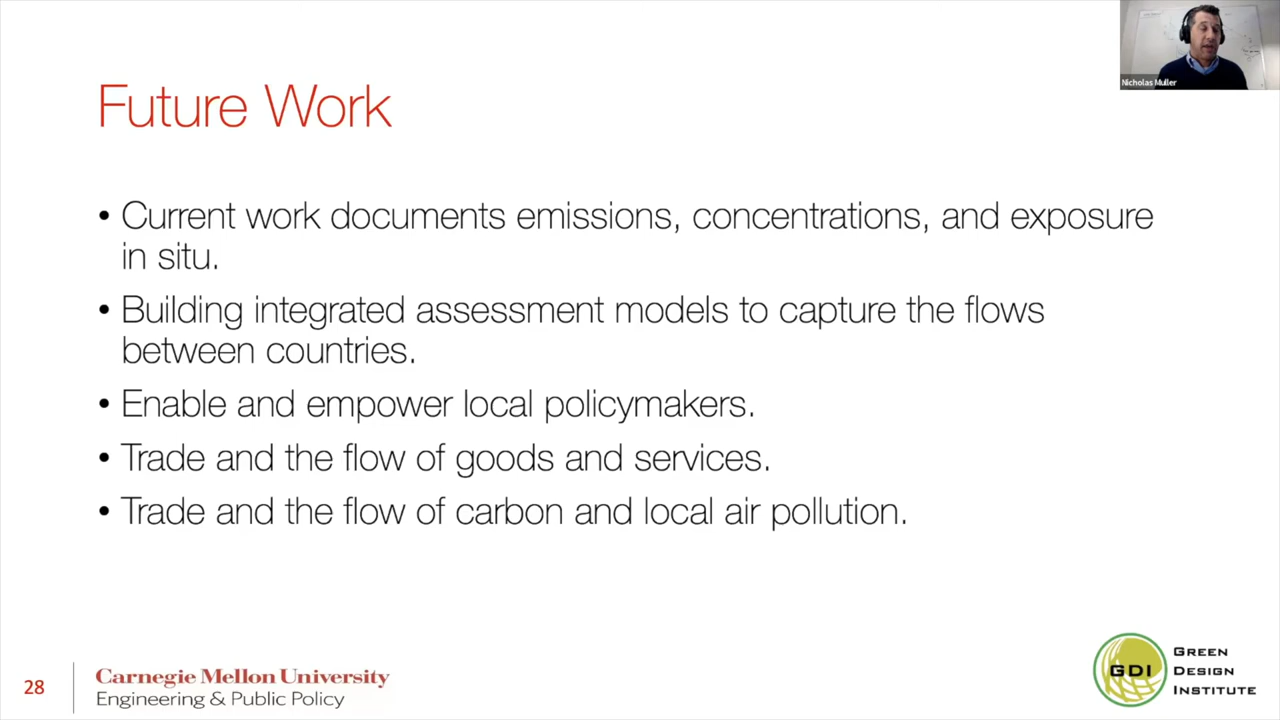 Nicholas Muller
Future Work
• Current work documents emissions, concentrations, and exposure
in situ.
• Building integrated assessment models to capture the flows
between countries.
• Enable and empower local policymakers.
• Trade and the flow of goods and services.
• Trade and the flow of carbon and local air pollution.
28
Carnegie Mellon University
Engineering & Public Policy
GDI
GREEN
DESIGN
INSTITUTE